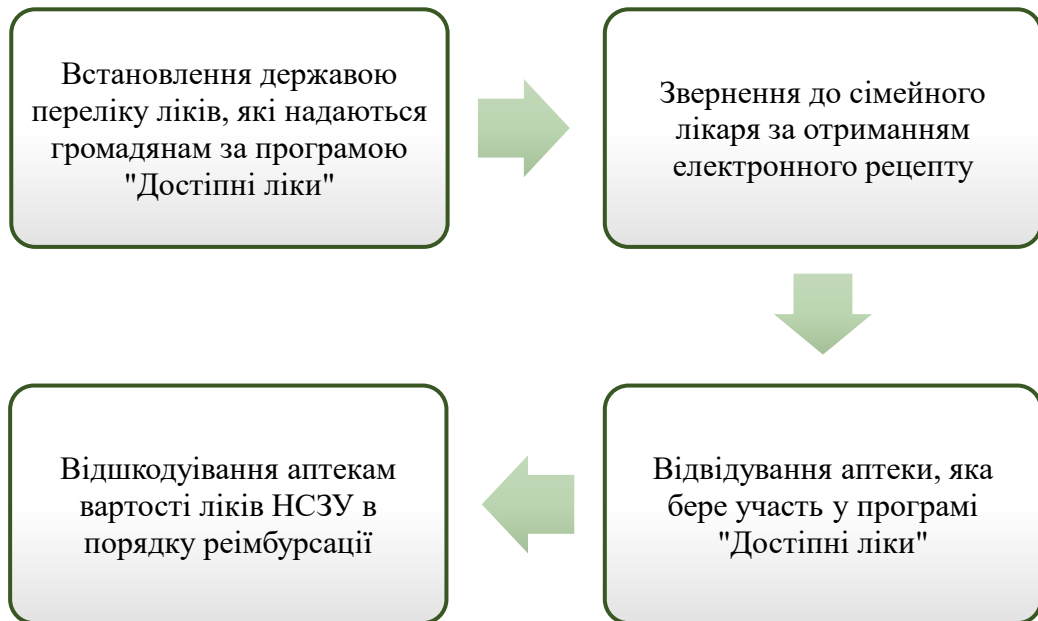 Встановлення державою
переліку ліків, які надаються
громадянам за програмою
"Достіпні ліки"
Звернення до сімейного
лікаря за отриманням
електронного рецепту
Відвідування аптеки, яка
бере участь у програмі
"Достіпні ліки"
Відшкодуівання аптекам
вартості ліків НСЗУ в
порядку реімбурсації